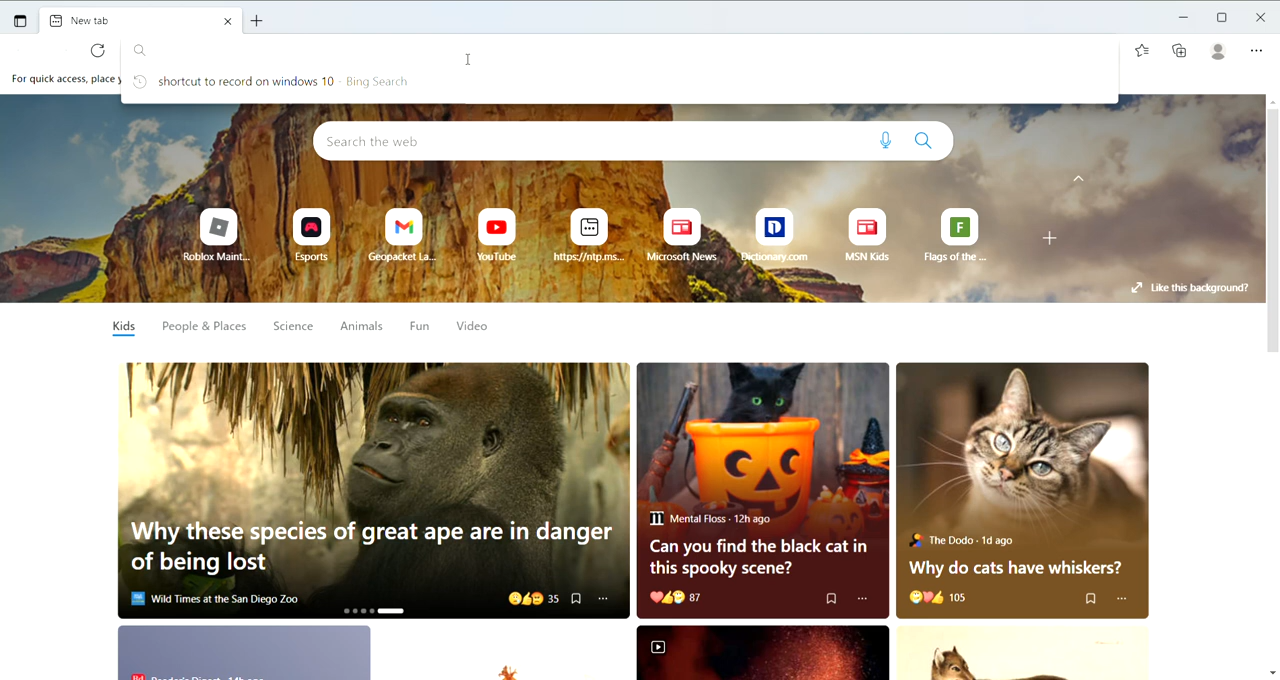 New tab
For quick access, place
shortcut to record on windows 10 - Bing Search
Search the web
Roblox Maint...
Esports
Geopacket La...
YouTube
https://ntp.ms...
Microsoft News
Dictionary.com
MSN Kids
Flags of the ...
Like this background?
Kids
People & Places
Science
Animals
Fun
Video
Why these species of great ape are in danger
of being lost
Wild Times at the San Diego Zoo
35
Mental Floss · 12h ago
Can you find the black cat in
this spooky scene?
87
The Dodo · 1d ago
Why do cats have whiskers?
105